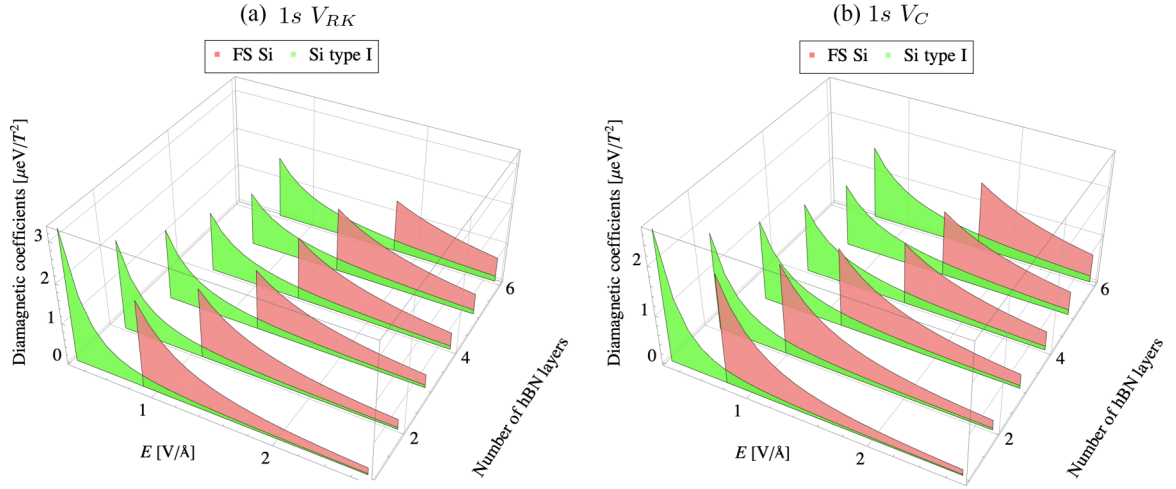 (a) 1s V_{RK}
FS Si Si type I
Diamagnetic coefficients [μeV/T²]
3
2
1
0
1
2
E [V/Å]
2
4
6
Number of hBN layers
(b) 1s V_C
FS Si Si type I
Diamagnetic coefficients [μeV/T²]
2
1
0
1
2
E [V/Å]
2
4
6
Number of hBN layers